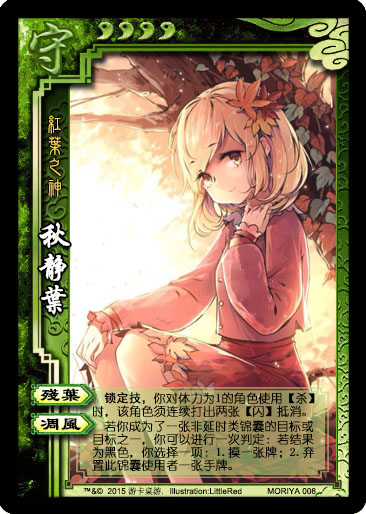 守
紅葉之神
秋静葉
殘葉
锁定技，你对体力为1的角色使用【杀】
时，该角色须连续打出两张【闪】抵消。
凋風
若你成为了一张非延时类锦囊的目标或
目标之一，你可以进行一次判定：若结果
为黑色，你选择一项：1.摸一张牌；2.弃
置此锦囊使用者一张手牌。
™&© 2015 游卡桌游. Illustration:LittleRed
MORIYA 008